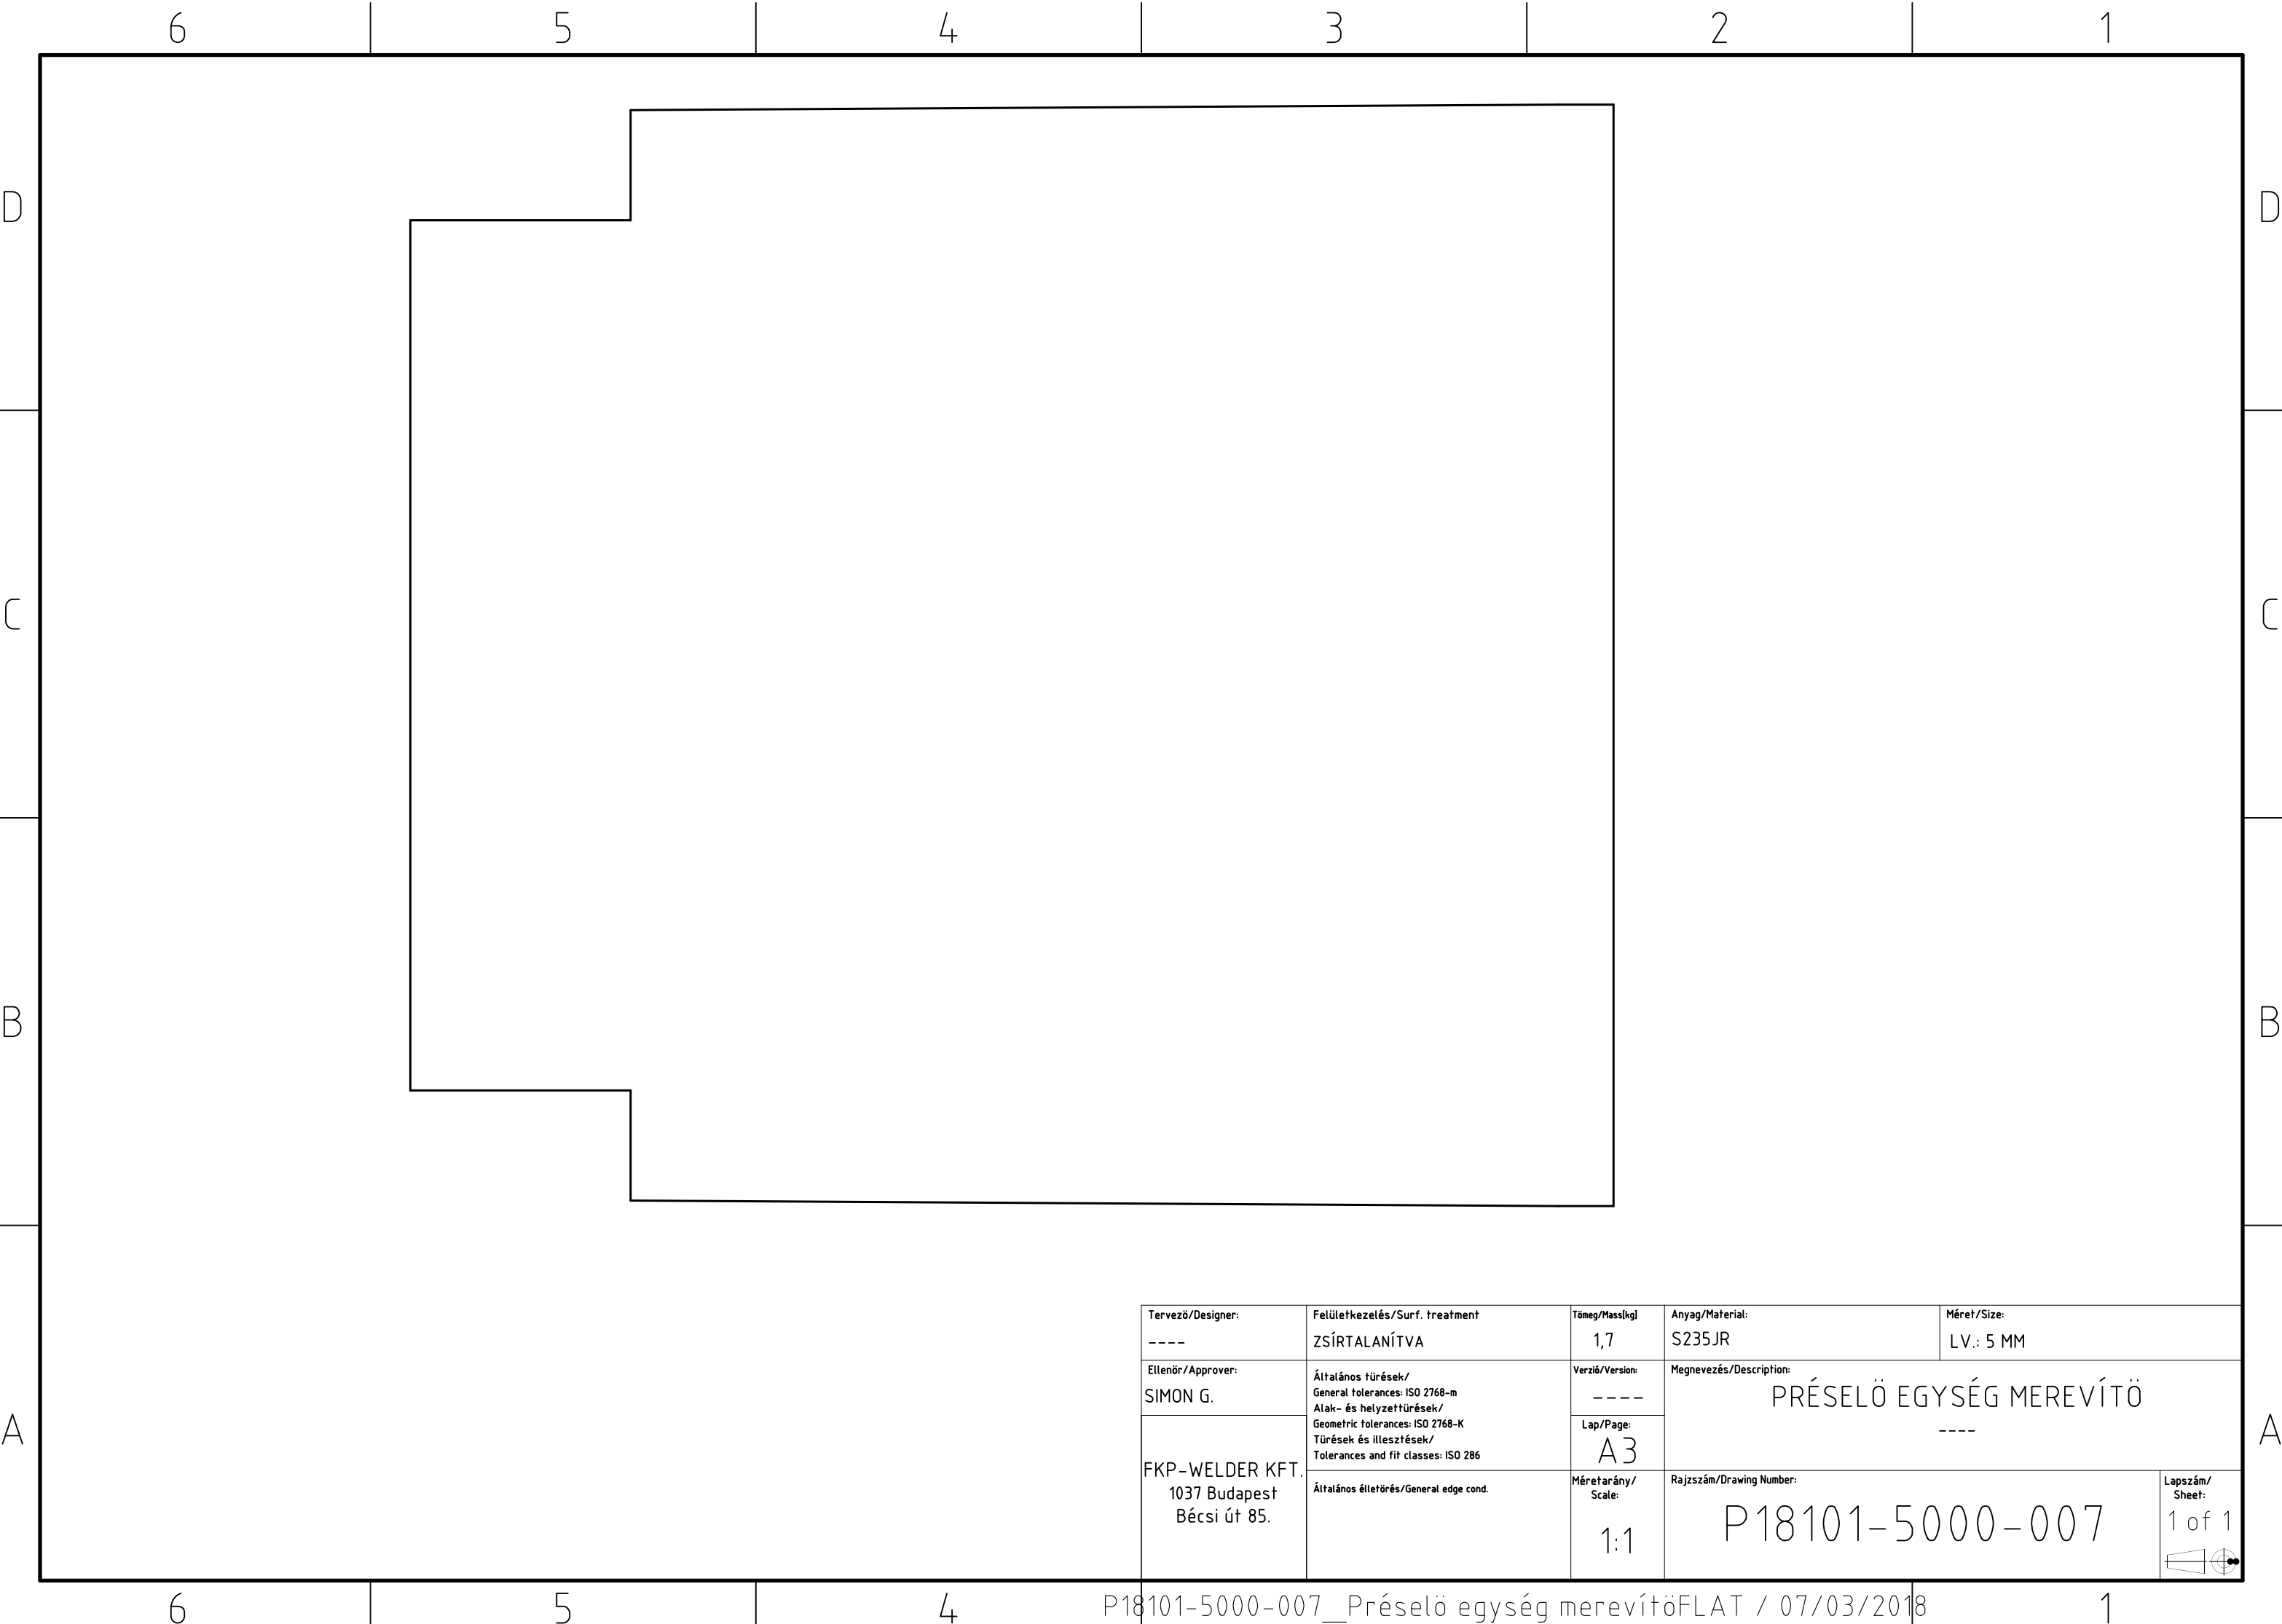 6 5 4 3 2 1
D D
C C
B B
A A
Tervezö/Designer:
----
Felületkezelés/Surf. treatment
ZSÍRTALANÍTVA
Tömeg/Mass[kg]
1,7
Anyag/Material:
S235JR
Méret/Size:
LV.: 5 MM
Ellenör/Approver:
SIMON G.
Általános türések/
General tolerances: ISO 2768-m
Alak- és helyzettürések/
Geometric tolerances: ISO 2768-K
Türések és illesztések/
Tolerances and fit classes: ISO 286
Verzió/Version:
----
Lap/Page:
A3
Megnevezés/Description:
PRÉSELÖ EGYSÉG MEREVÍTÖ
----
FKP-WELDER KFT.
1037 Budapest
Bécsi út 85.
Általános élletörés/General edge cond.
Méretarány/
Scale:
1:1
Rajzszám/Drawing Number:
P18101-5000-007
Lapszám/
Sheet:
1 of 1
6 5 4 1
P18101-5000-007__Préselö egység merevítöFLAT / 07/03/2018